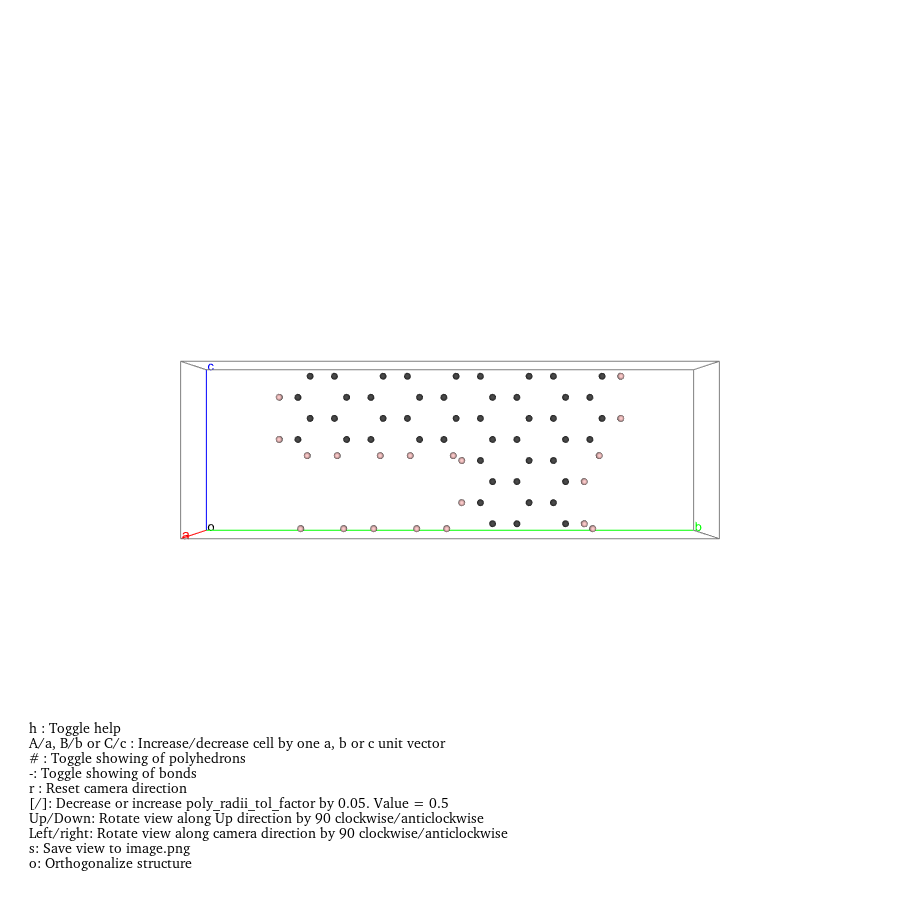 c
o
b
a
h : Toggle help
A/a, B/b or C/c : Increase/decrease cell by one a, b or c unit vector
# : Toggle showing of polyhedrons
-: Toggle showing of bonds
r : Reset camera direction
[/]: Decrease or increase poly_radii_tol_factor by 0.05. Value = 0.5
Up/Down: Rotate view along Up direction by 90 clockwise/anticlockwise
Left/right: Rotate view along camera direction by 90 clockwise/anticlockwise
s: Save view to image.png
o: Orthogonalize structure